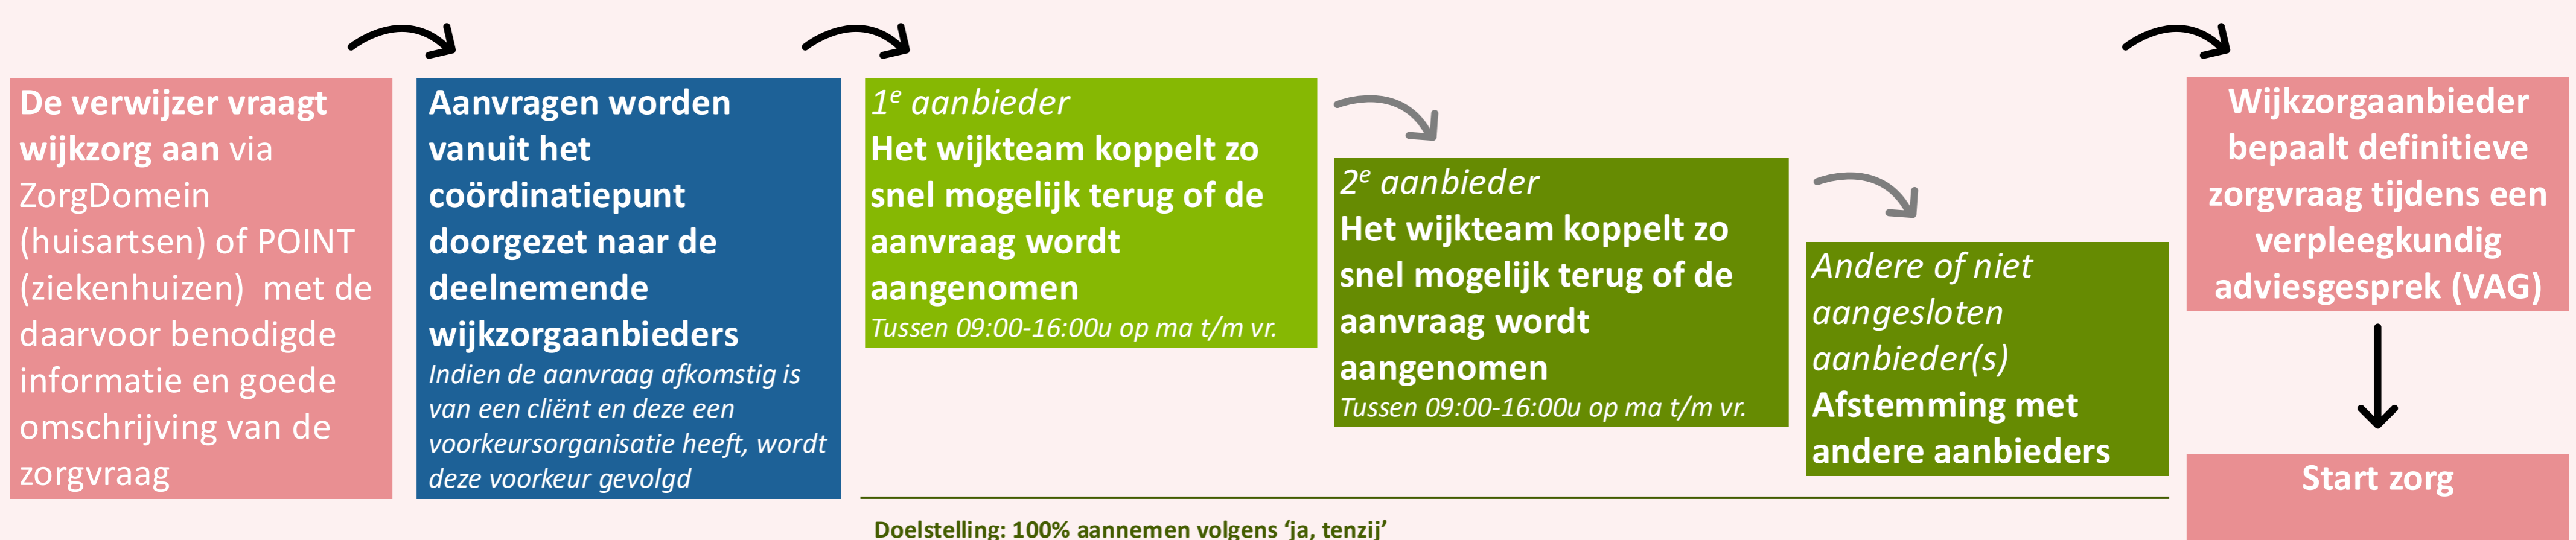 De verwijzer vraagt
wijkzorg aan via
ZorgDomein
(huisartsen) of POINT
(ziekenhuizen) met de
daarvoor benodigde
informatie en goede
omschrijving van de
zorgvraag
Aanvragen worden
vanuit het
coördinatiepunt
doorgezet naar de
deelnemende
wijkzorgaanbieders
Indien de aanvraag afkomstig is
van een cliënt en deze een
voorkeursorganisatie heeft, wordt
deze voorkeur gevolgd
1e aanbieder
Het wijkteam koppelt zo
snel mogelijk terug of de
aanvraag wordt
aangenomen
Tussen 09:00-16:00u op ma t/m vr.
2e aanbieder
Het wijkteam koppelt zo
snel mogelijk terug of de
aanvraag wordt
aangenomen
Tussen 09:00-16:00u op ma t/m vr.
Andere of niet
aangesloten
aanbieder(s)
Afstemming met
andere aanbieders
Doelstelling: 100% aannemen volgens ‘ja, tenzij’
Wijkzorgaanbieder
bepaalt definitieve
zorgvraag tijdens een
verpleegkundig
adviesgesprek (VAG)
Start zorg